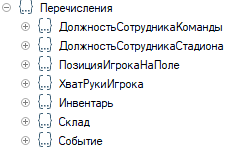 Перечисления
ДолжностьСотрудникаКоманды
ДолжностьСотрудникаСтадиона
ПозицияИгрокаНаПоле
ХватРукиИгрока
Инвентарь
Склад
Событие